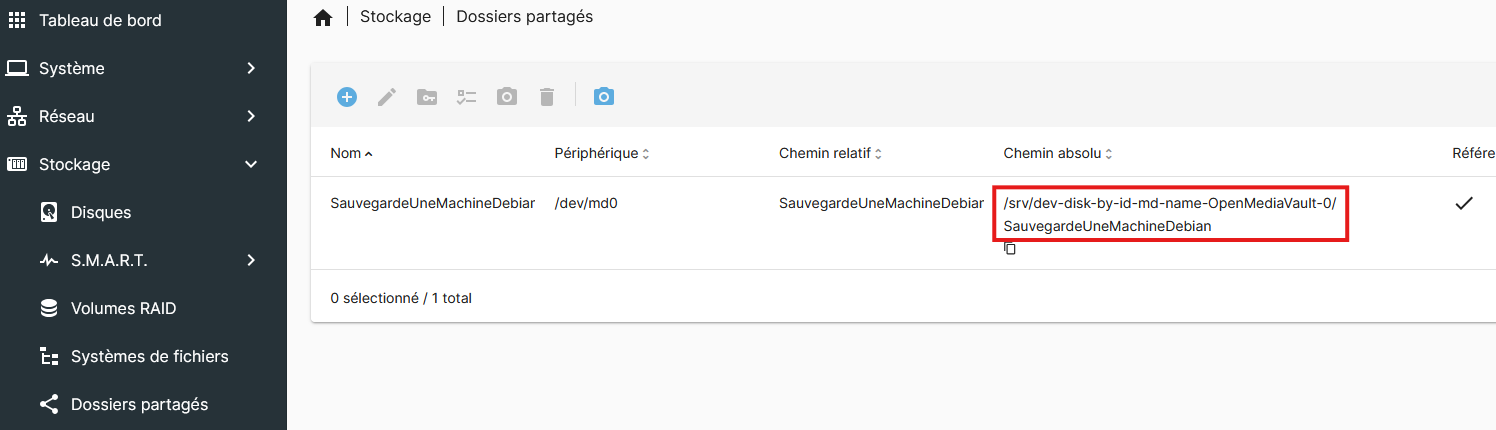 Tableau de bord
Système
Réseau
Stockage
Disques
S.M.A.R.T.
Volumes RAID
Systèmes de fichiers
Dossiers partagés
Stockage | Dossiers partagés
Nom Périphérique Chemin relatif Chemin absolu Référe
SauvegardeUneMachineDebian /dev/md0 SauvegardeUneMachineDebian /srv/dev-disk-by-id-md-name-OpenMediaVault-0/
SauvegardeUneMachineDebian
0 sélectionné / 1 total